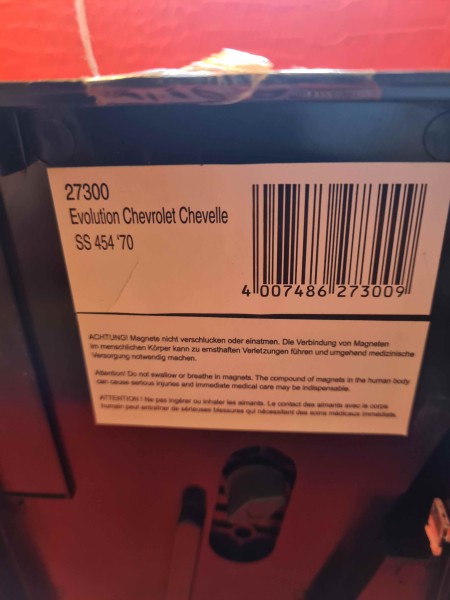 27300
Evolution Chevrolet Chevelle
SS 454 '70
4 007486 273009
ACHTUNG! Magnete nicht verschlucken oder einatmen. Die Verbindung von Magneten
im menschlichen Körper kann zu ernsthaften Verletzungen führen und umgehend medizinische
Versorgung notwendig machen.
Attention! Do not swallow or breathe in magnets. The compound of magnets in the human body
can cause serious injuries and immediate medical care may be indispensable.
ATTENTION ! Ne pas ingérer ou inhaler les aimants. Le contact des aimants avec le corps
humain peut entraîner de sérieuses blessures qui nécessitent des soins médicaux immédiats.